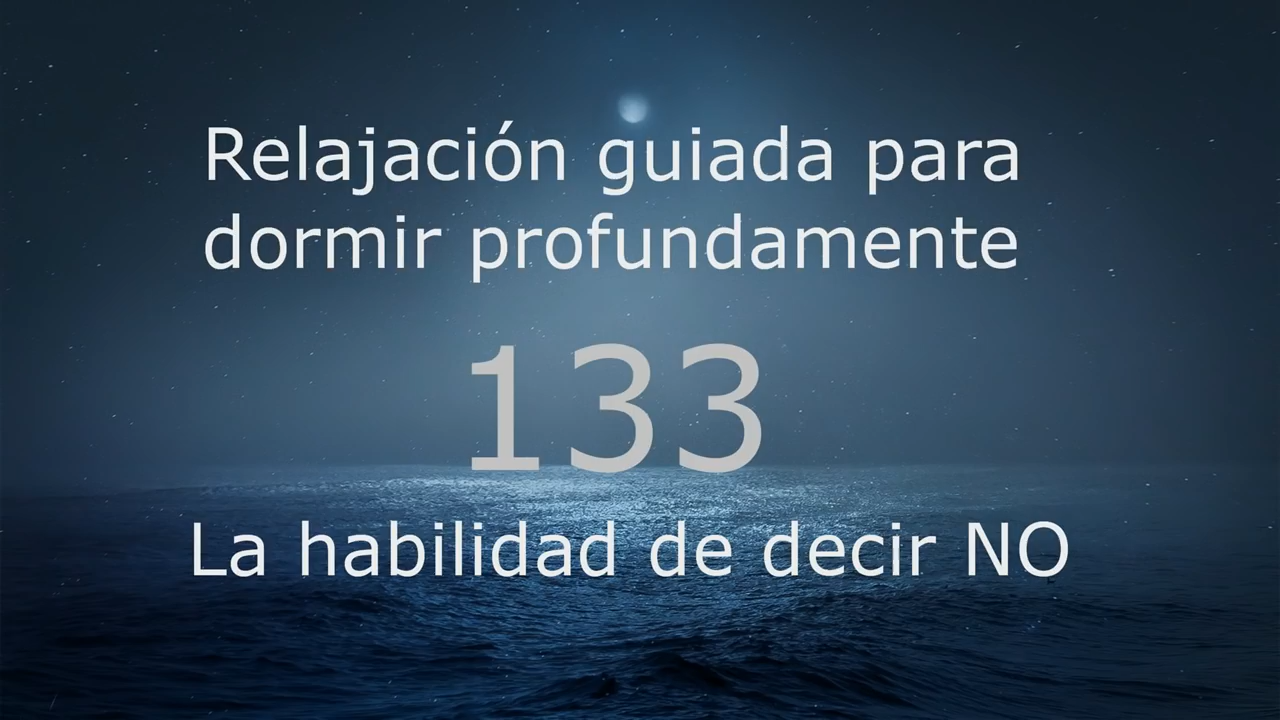 Relajación guiada para
dormir profundamente
133
La habilidad de decir NO